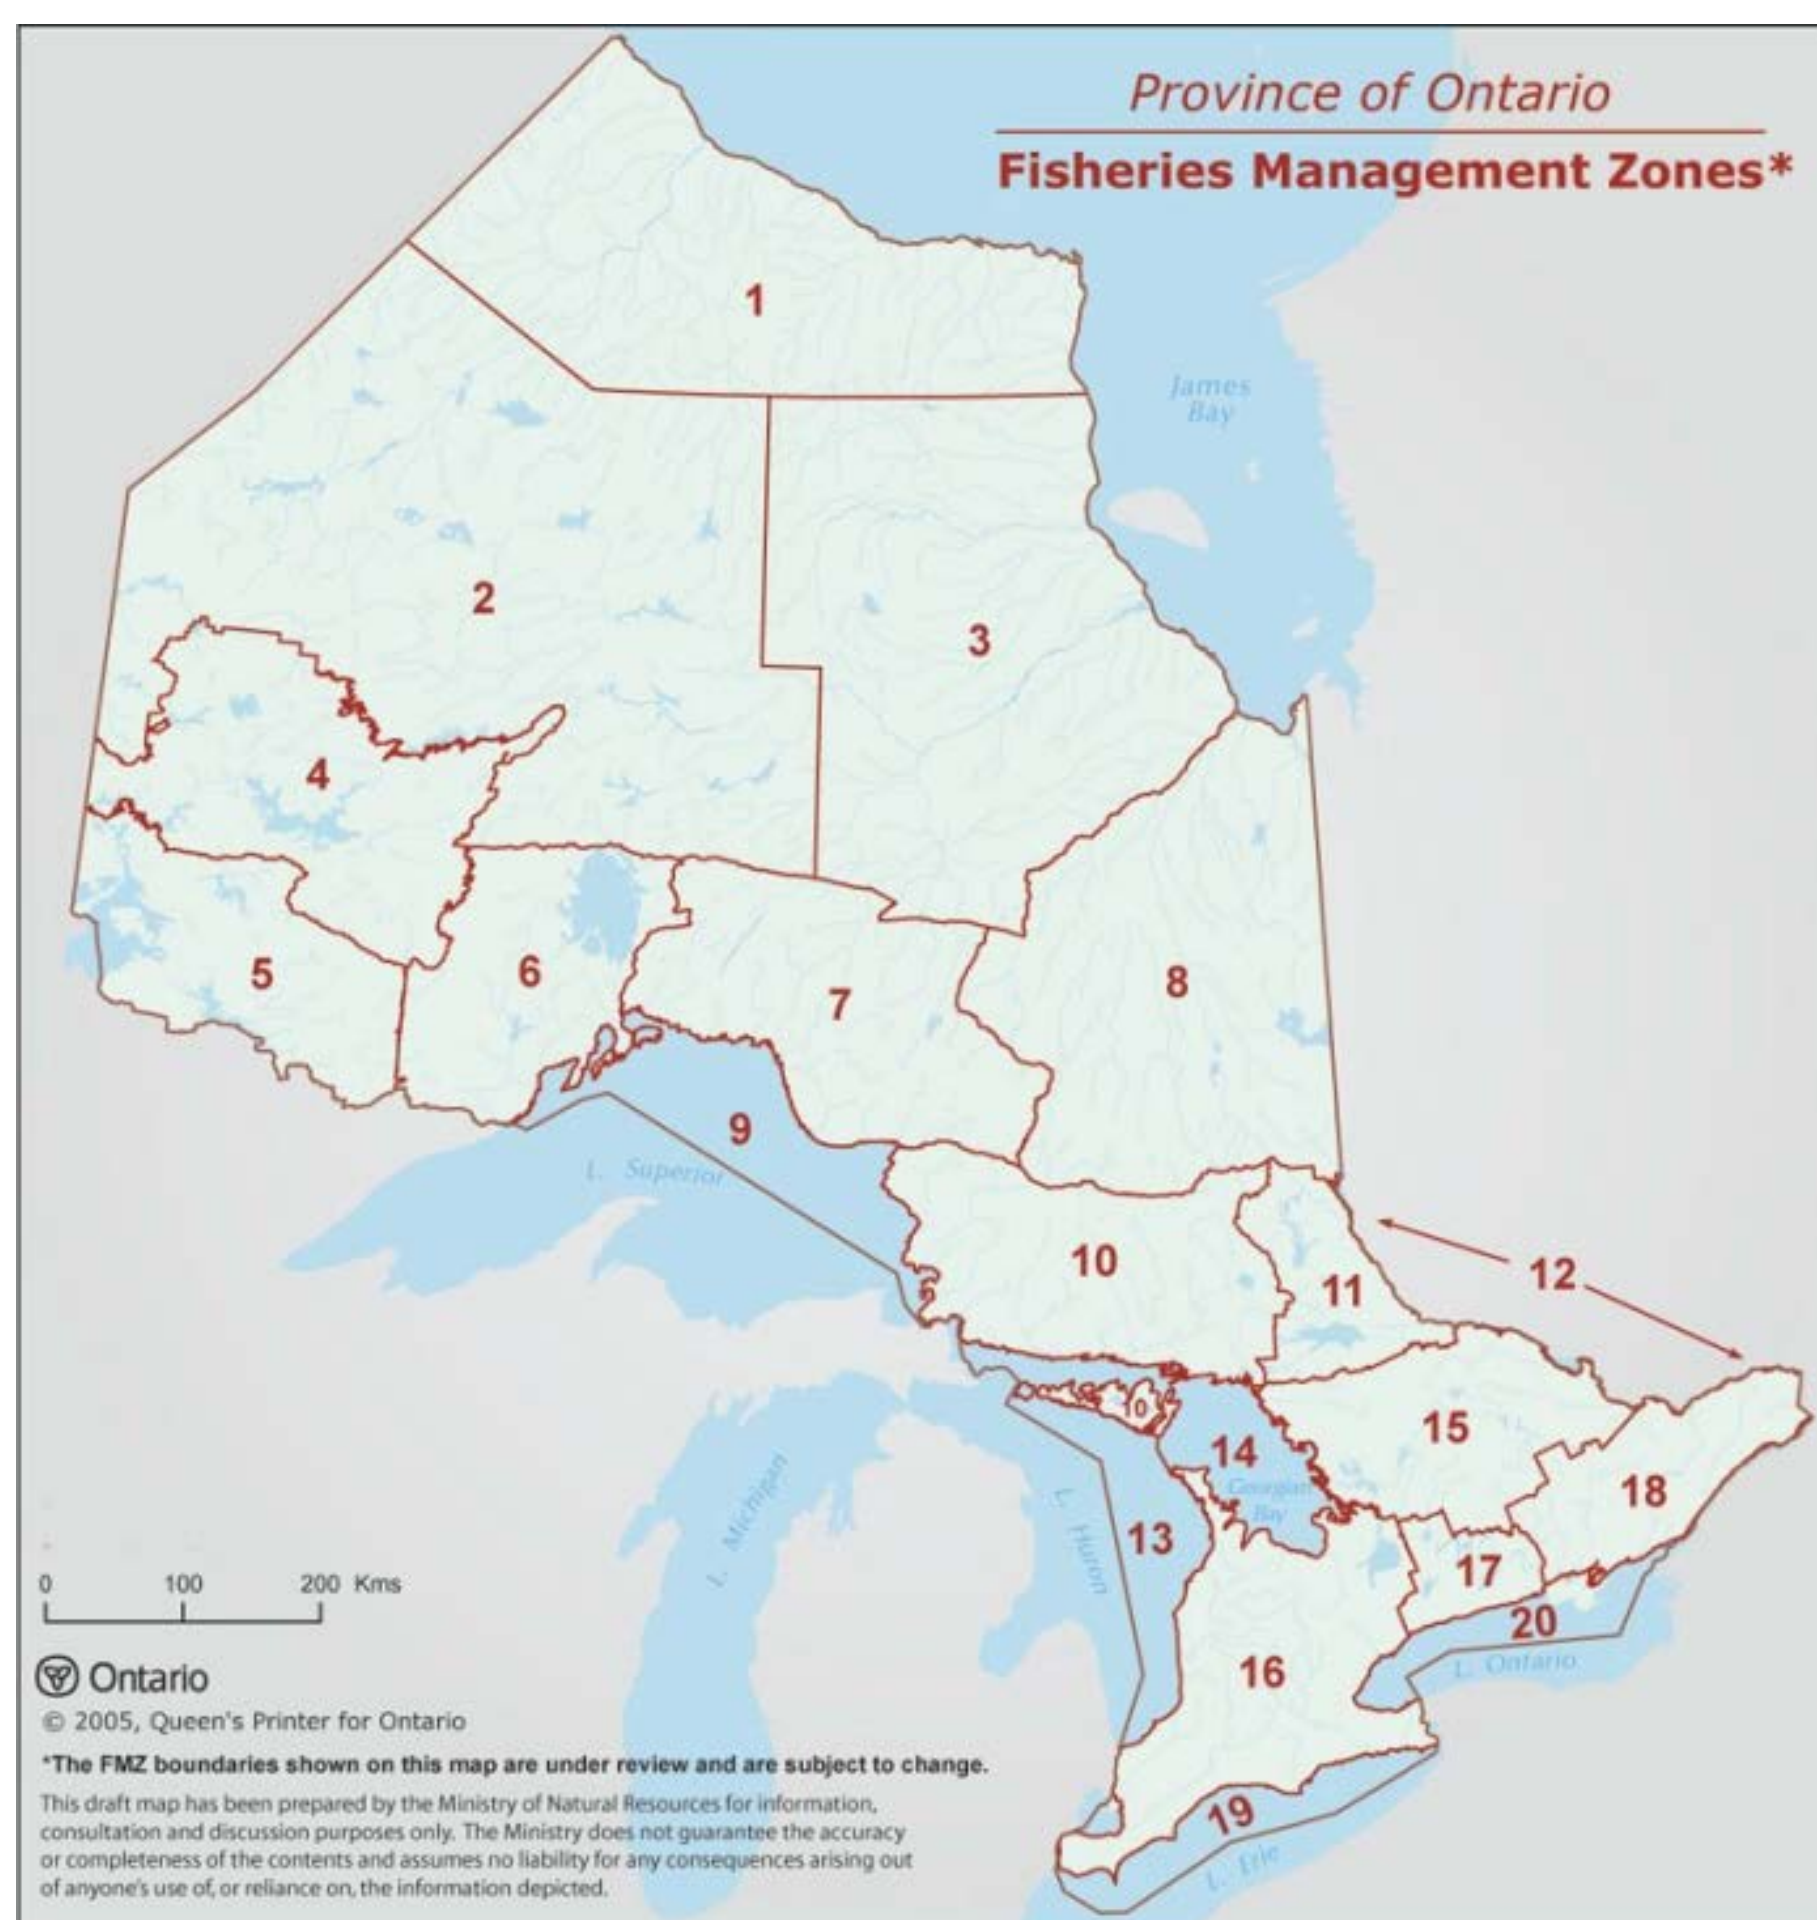 Province of Ontario
Fisheries Management Zones*
1
James
Bay
2
3
4
5
6
7
8
9
L. Superior
10
11
12
10
14
15
Georgian
Bay
18
L. Michigan
L. Huron
13
17
20
L. Ontario
16
19
L. Erie
0 100 200 Kms
Ontario
© 2005, Queen's Printer for Ontario
*The FMZ boundaries shown on this map are under review and are subject to change.
This draft map has been prepared by the Ministry of Natural Resources for information,
consultation and discussion purposes only. The Ministry does not guarantee the accuracy
or completeness of the contents and assumes no liability for any consequences arising out
of anyone's use of, or reliance on, the information depicted.